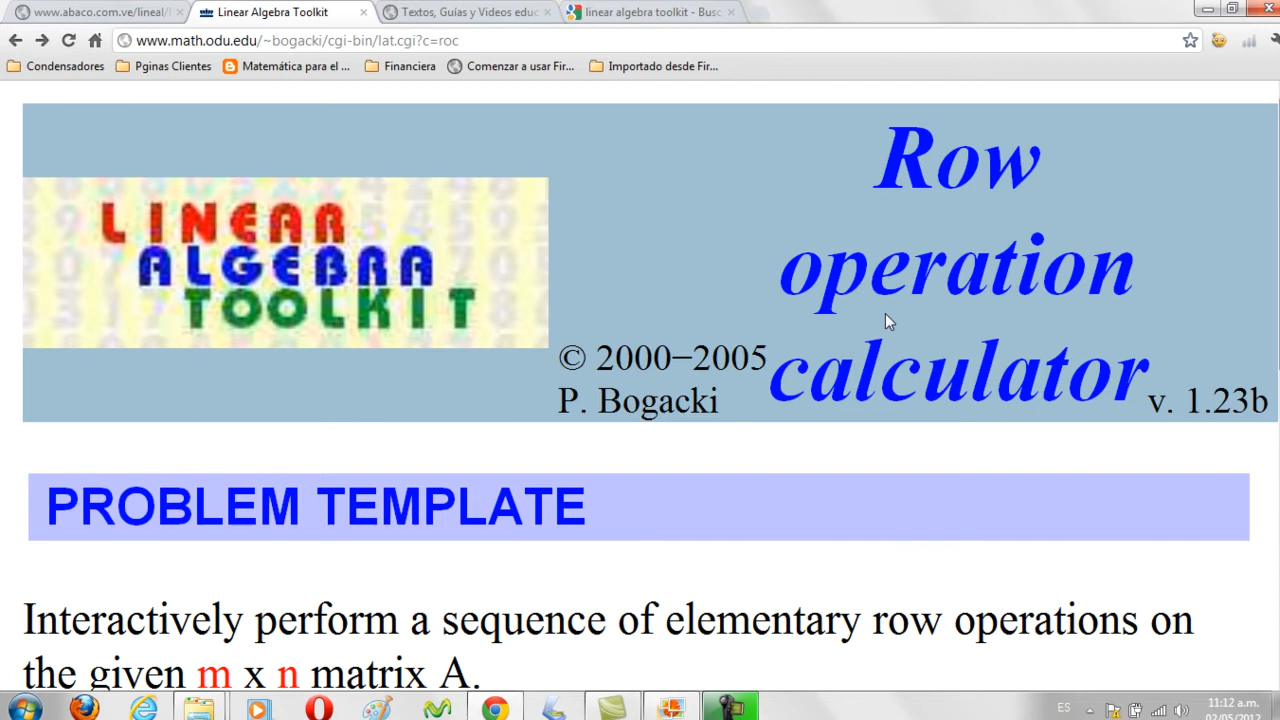 www.abaco.com.ve/lineal/l
Linear Algebra Toolkit
Textos, Guías y Videos educ
linear algebra toolkit - Busc
www.math.odu.edu/~bogacki/cgi-bin/lat.cgi?c=roc
Condensadores
Pginas Clientes
Matemática para el ...
Financiera
Comenzar a usar Fir...
Importado desde Fir...
LINEAR
ALGEBRA
TOOLKIT
© 2000−2005
P. Bogacki
Row
operation
calculator
v. 1.23b
PROBLEM TEMPLATE
Interactively perform a sequence of elementary row operations on
the given m x n matrix A.
ES
11:12 a.m.
02/05/2012